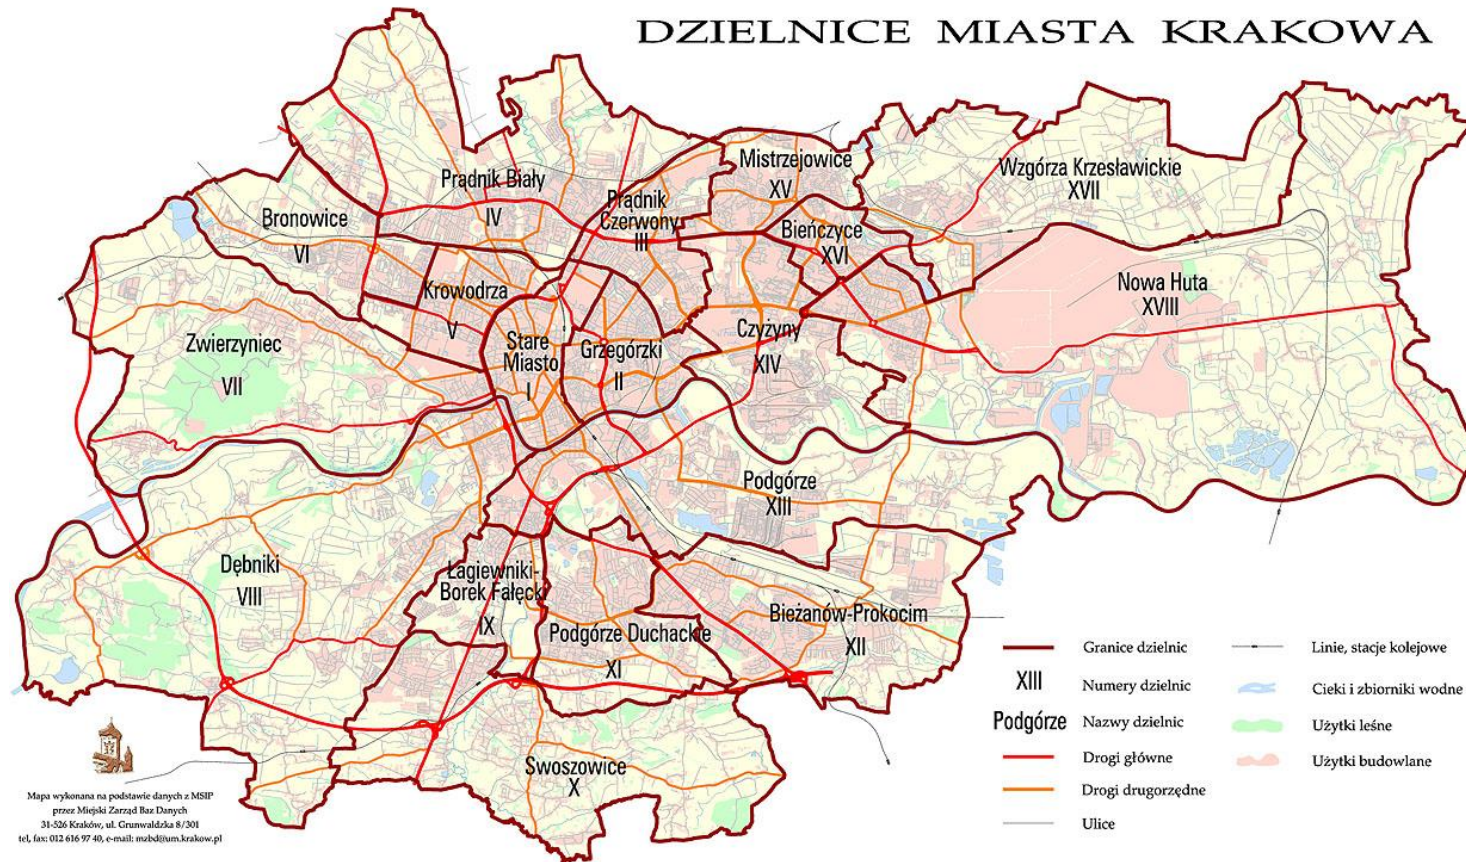 DZIELNICE MIASTA KRAKOWA
Mistrzejowice
XV
Wzgórza Krzesławickie
XVII
Prądnik Biały
IV
Prądnik
Czerwony
III
Bronowice
VI
Bieńczyce
XVI
Nowa Huta
XVIII
Krowodrza
V
Czyżyny
XIV
Zwierzyniec
VII
Stare
Miasto
I
Grzegórzki
II
Podgórze
XIII
Dębniki
VIII
Łagiewniki-
Borek Fałęcki
IX
Podgórze Duchackie
XI
Bieżanów-Prokocim
XII
Swoszowice
X
Granice dzielnic
XIII Numery dzielnic
Podgórze Nazwy dzielnic
Drogi główne
Drogi drugorzędne
Ulice
Linie, stacje kolejowe
Cieki i zbiorniki wodne
Użytki leśne
Użytki budowlane
Mapa wykonana na podstawie danych z MSIP
przez Miejski Zarząd Baz Danych
31-526 Kraków, ul. Grunwaldzka 8/301
tel, fax: 012 616 97 40, e-mail: mzbd@um.krakow.pl